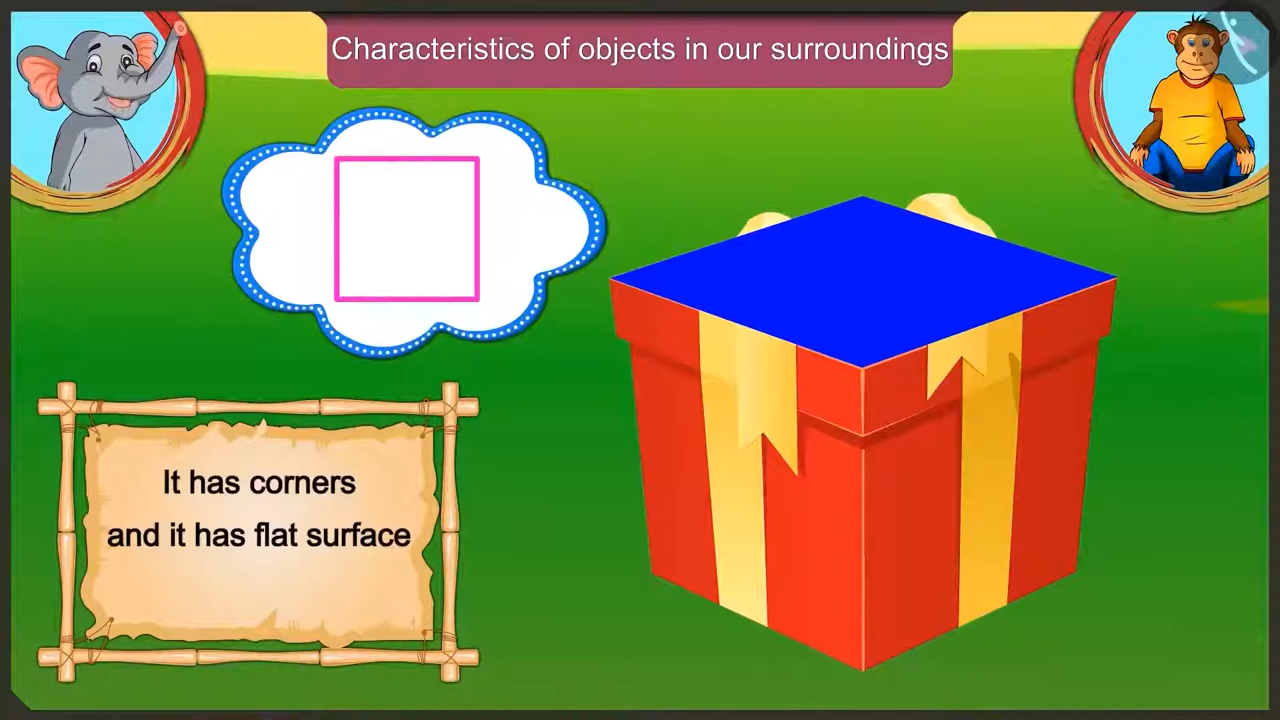 Characteristics of objects in our surroundings
It has corners
and it has flat surface